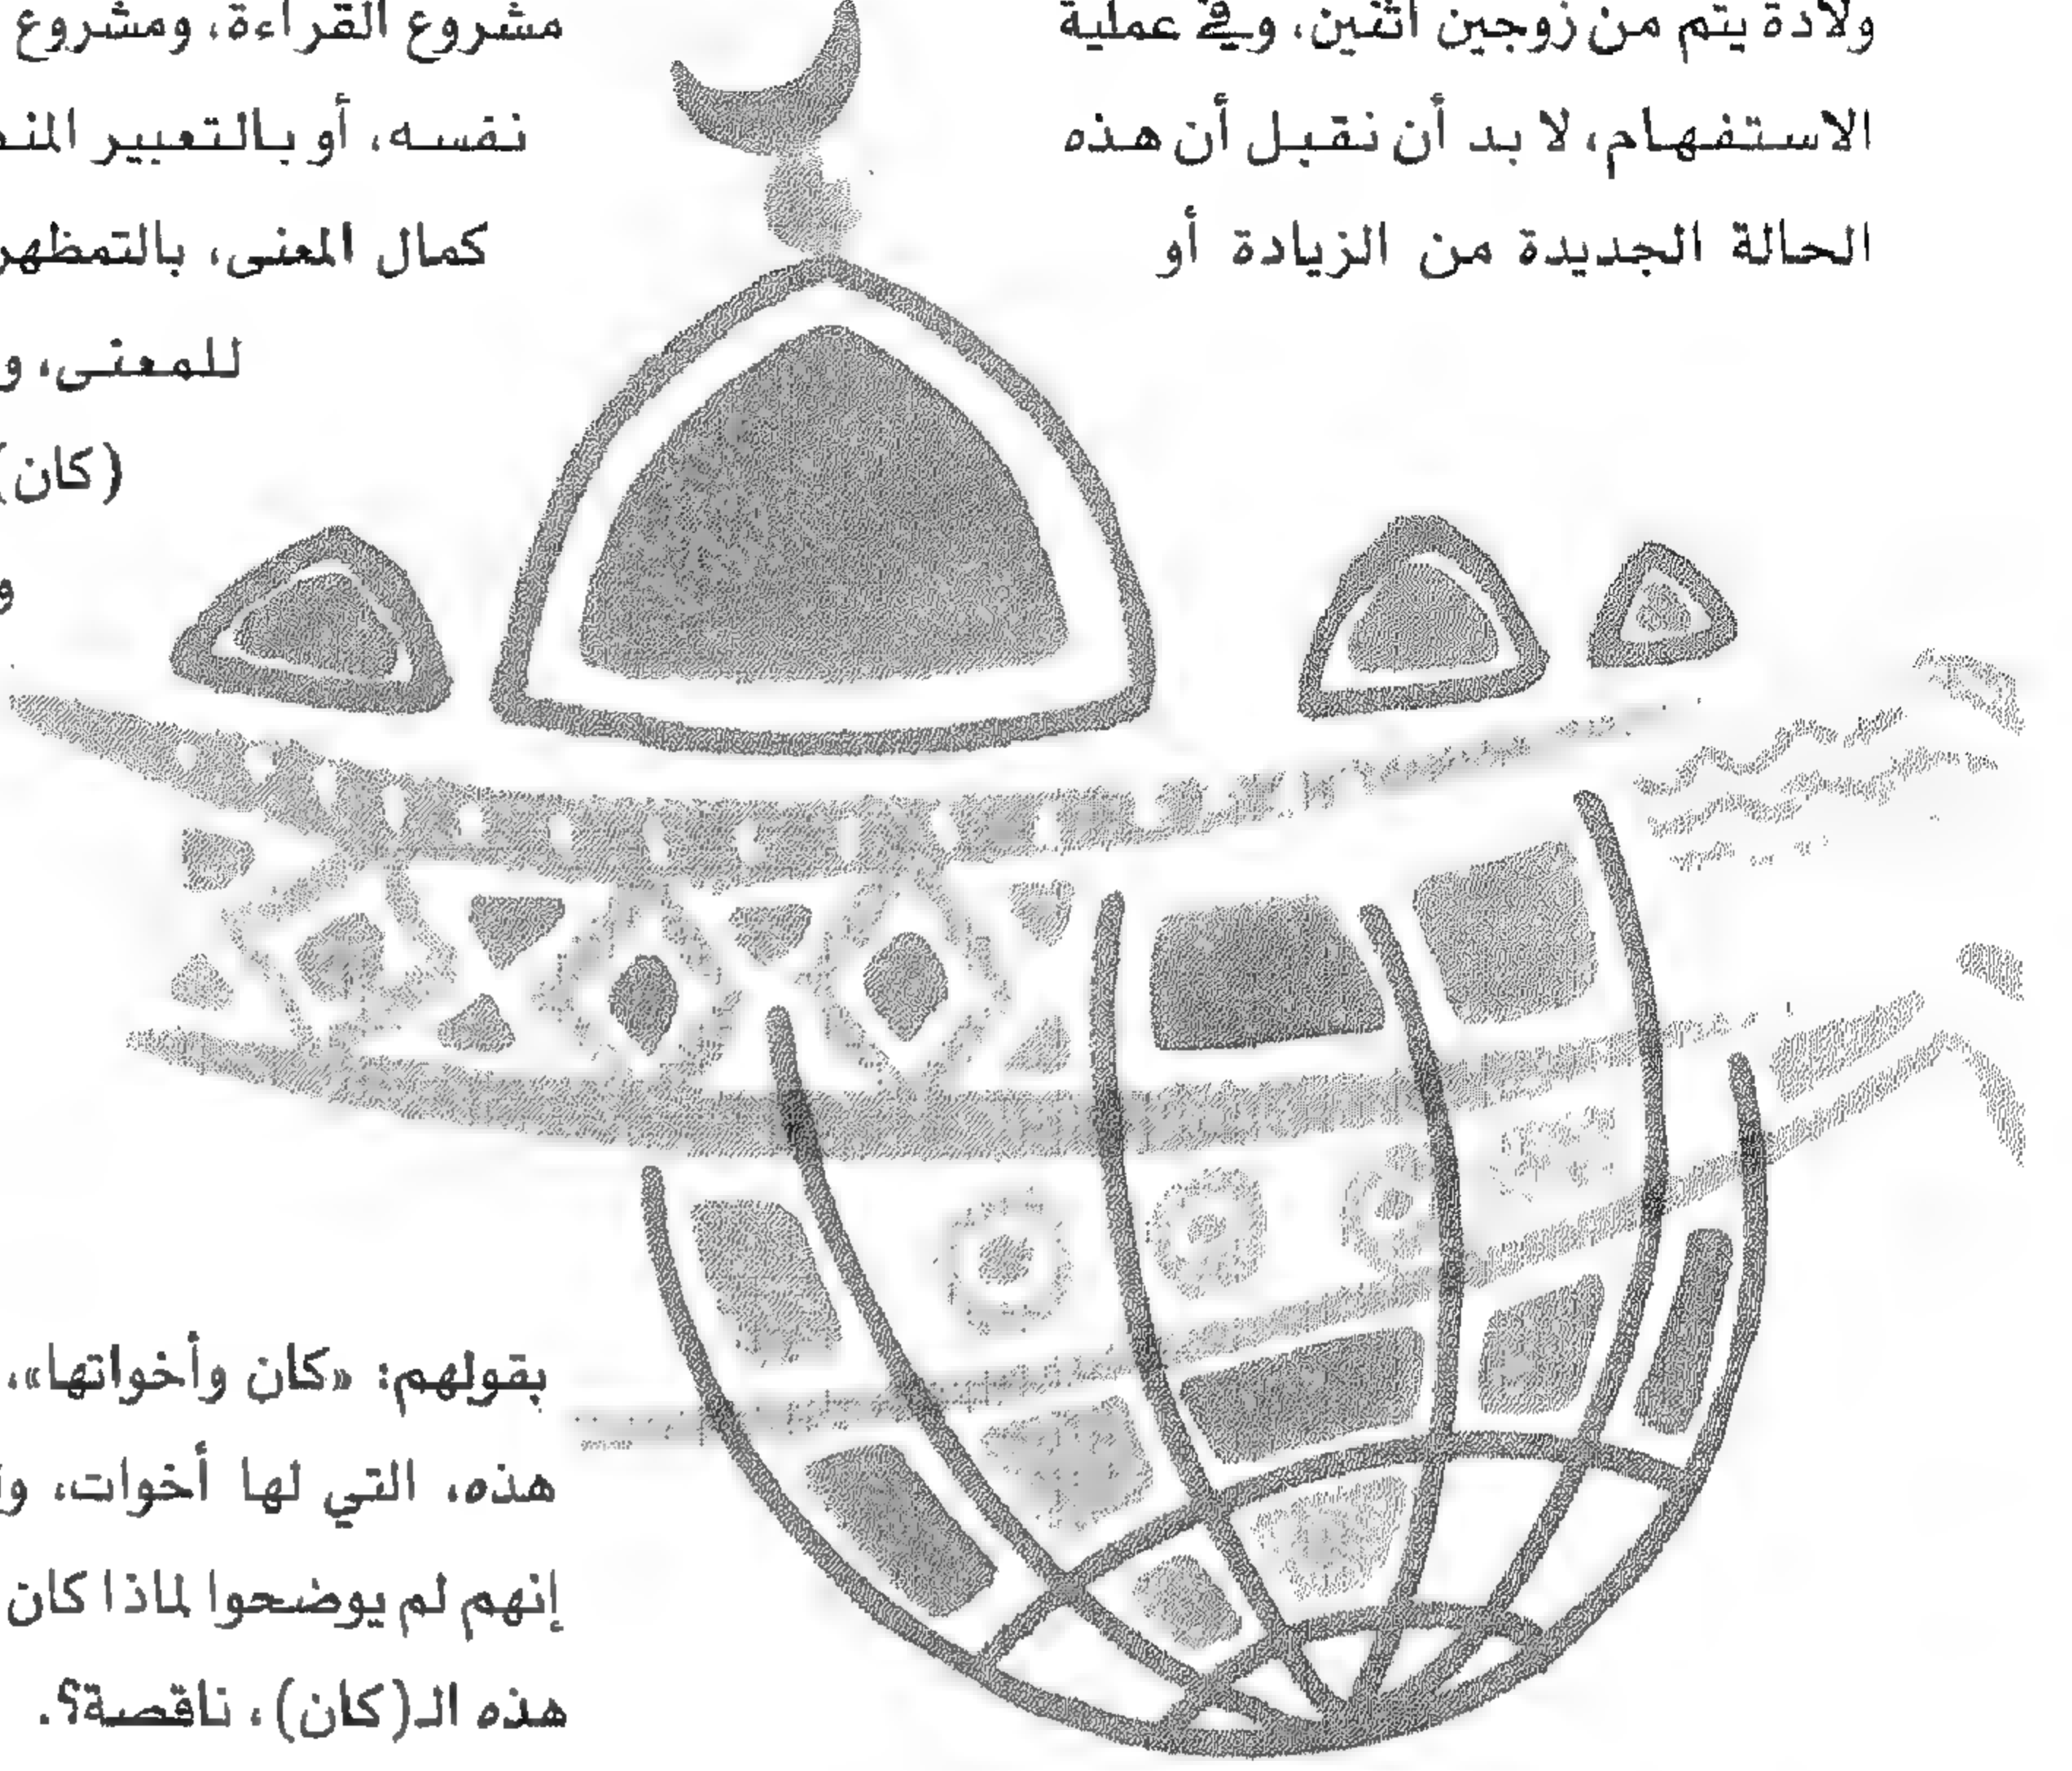 ولادة يتم من زوجين اثنين، وفي عملية
الاستفهام، لا بد أن نقبل أن هذه
الحالة الجديدة من الزيادة أو
مشروع القراءة، ومشروع
نفسه، أو بالتعبير
كمال المعنى، بالتمظهر
للمعنى، و
(كان)
و
بقولهم: «كان وأخواتها»،
هذه، التي لها أخوات،
إنهم لم يوضحوا لماذا كان
هذه الـ(كان)، ناقصة؟.